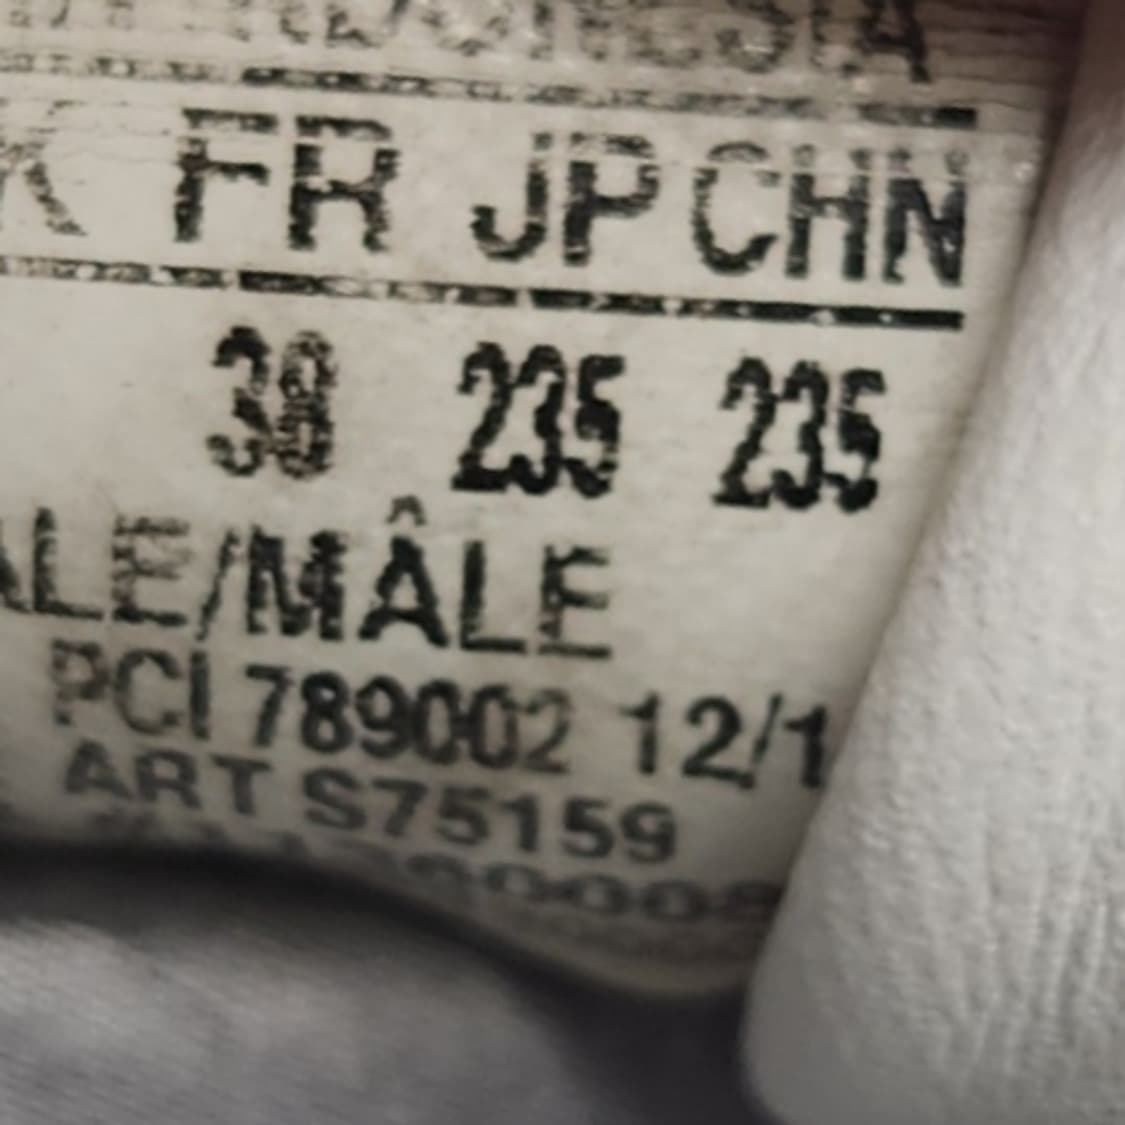 FR JP CHN
38 235 235
ALE/MÂLE
PCI 789002 12/1
ART S75159